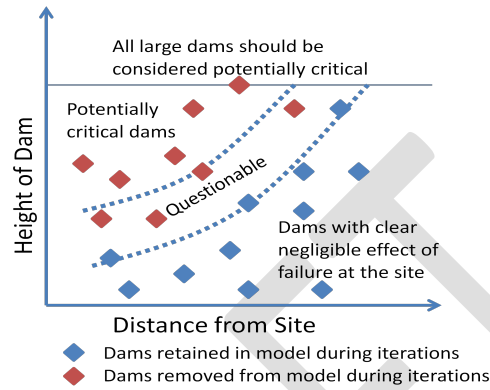 All large dams should be
considered potentially critical
Potentially
critical dams
Questionable
Dams with clear
negligible effect of
failure at the site
Height of Dam
Distance from Site
Dams retained in model during iterations
Dams removed from model during iterations